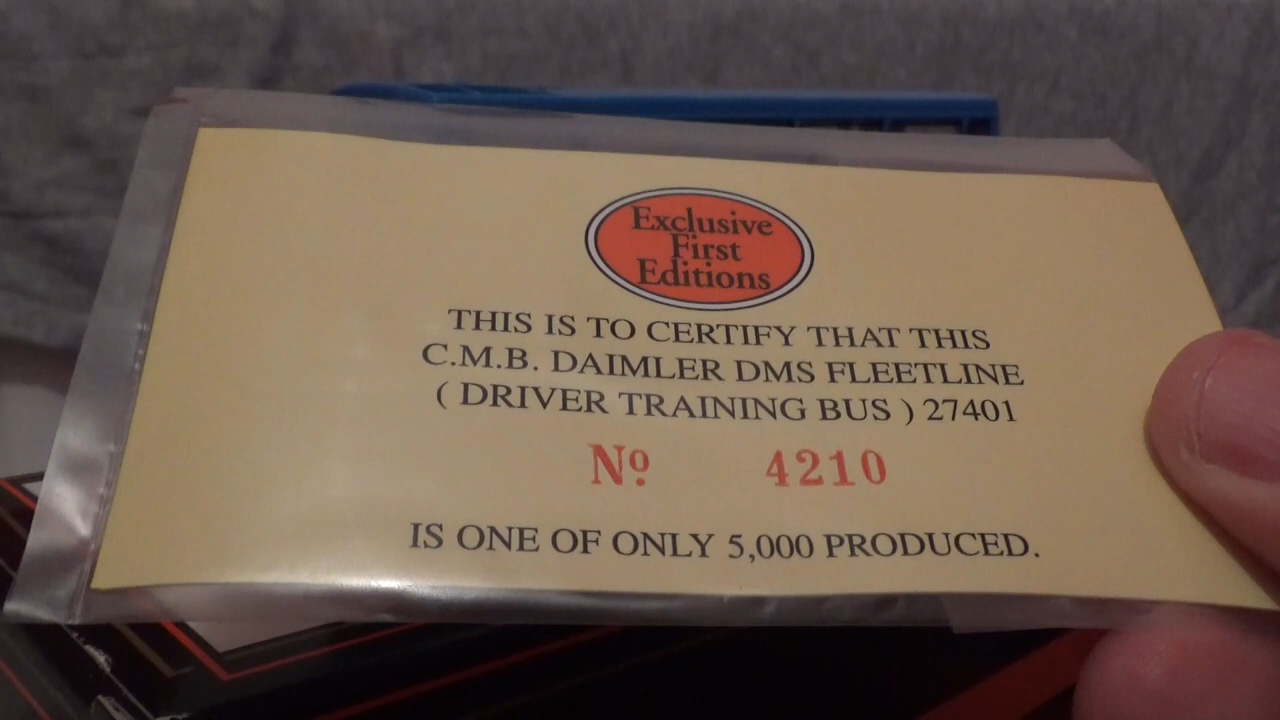 Exclusive
First
Editions
THIS IS TO CERTIFY THAT THIS
C.M.B. DAIMLER DMS FLEETLINE
( DRIVER TRAINING BUS ) 27401
Nº 4210
IS ONE OF ONLY 5,000 PRODUCED.